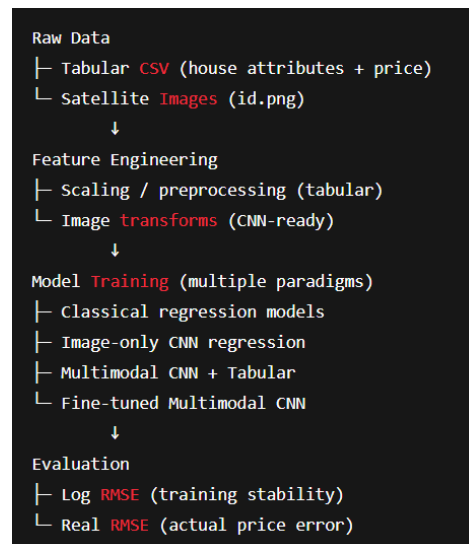 Raw Data
├─ Tabular CSV (house attributes + price)
└─ Satellite Images (id.png)
↓
Feature Engineering
├─ Scaling / preprocessing (tabular)
└─ Image transforms (CNN-ready)
↓
Model Training (multiple paradigms)
├─ Classical regression models
├─ Image-only CNN regression
├─ Multimodal CNN + Tabular
└─ Fine-tuned Multimodal CNN
↓
Evaluation
├─ Log RMSE (training stability)
└─ Real RMSE (actual price error)